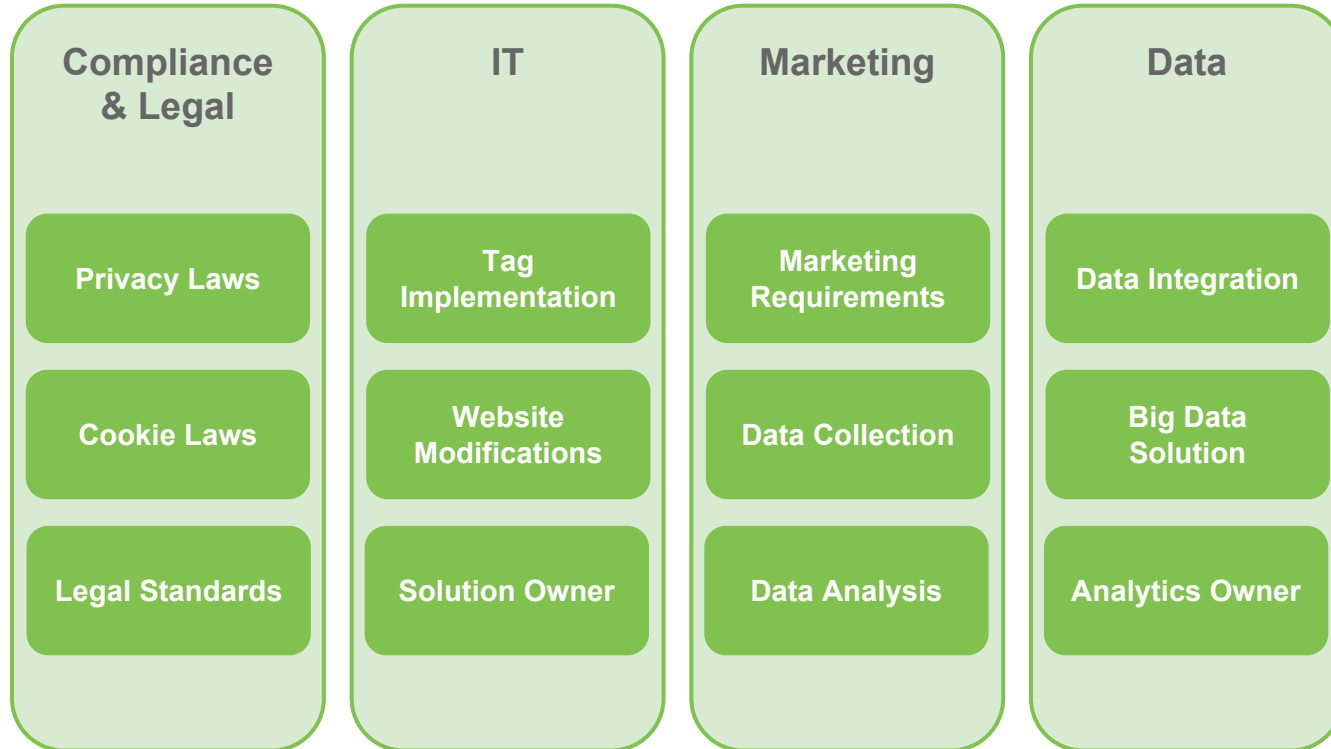 Compliance
& Legal
Privacy Laws
Cookie Laws
Legal Standards
IT
Tag
Implementation
Website
Modifications
Solution Owner
Marketing
Marketing
Requirements
Data Collection
Data Analysis
Data
Data Integration
Big Data
Solution
Analytics Owner